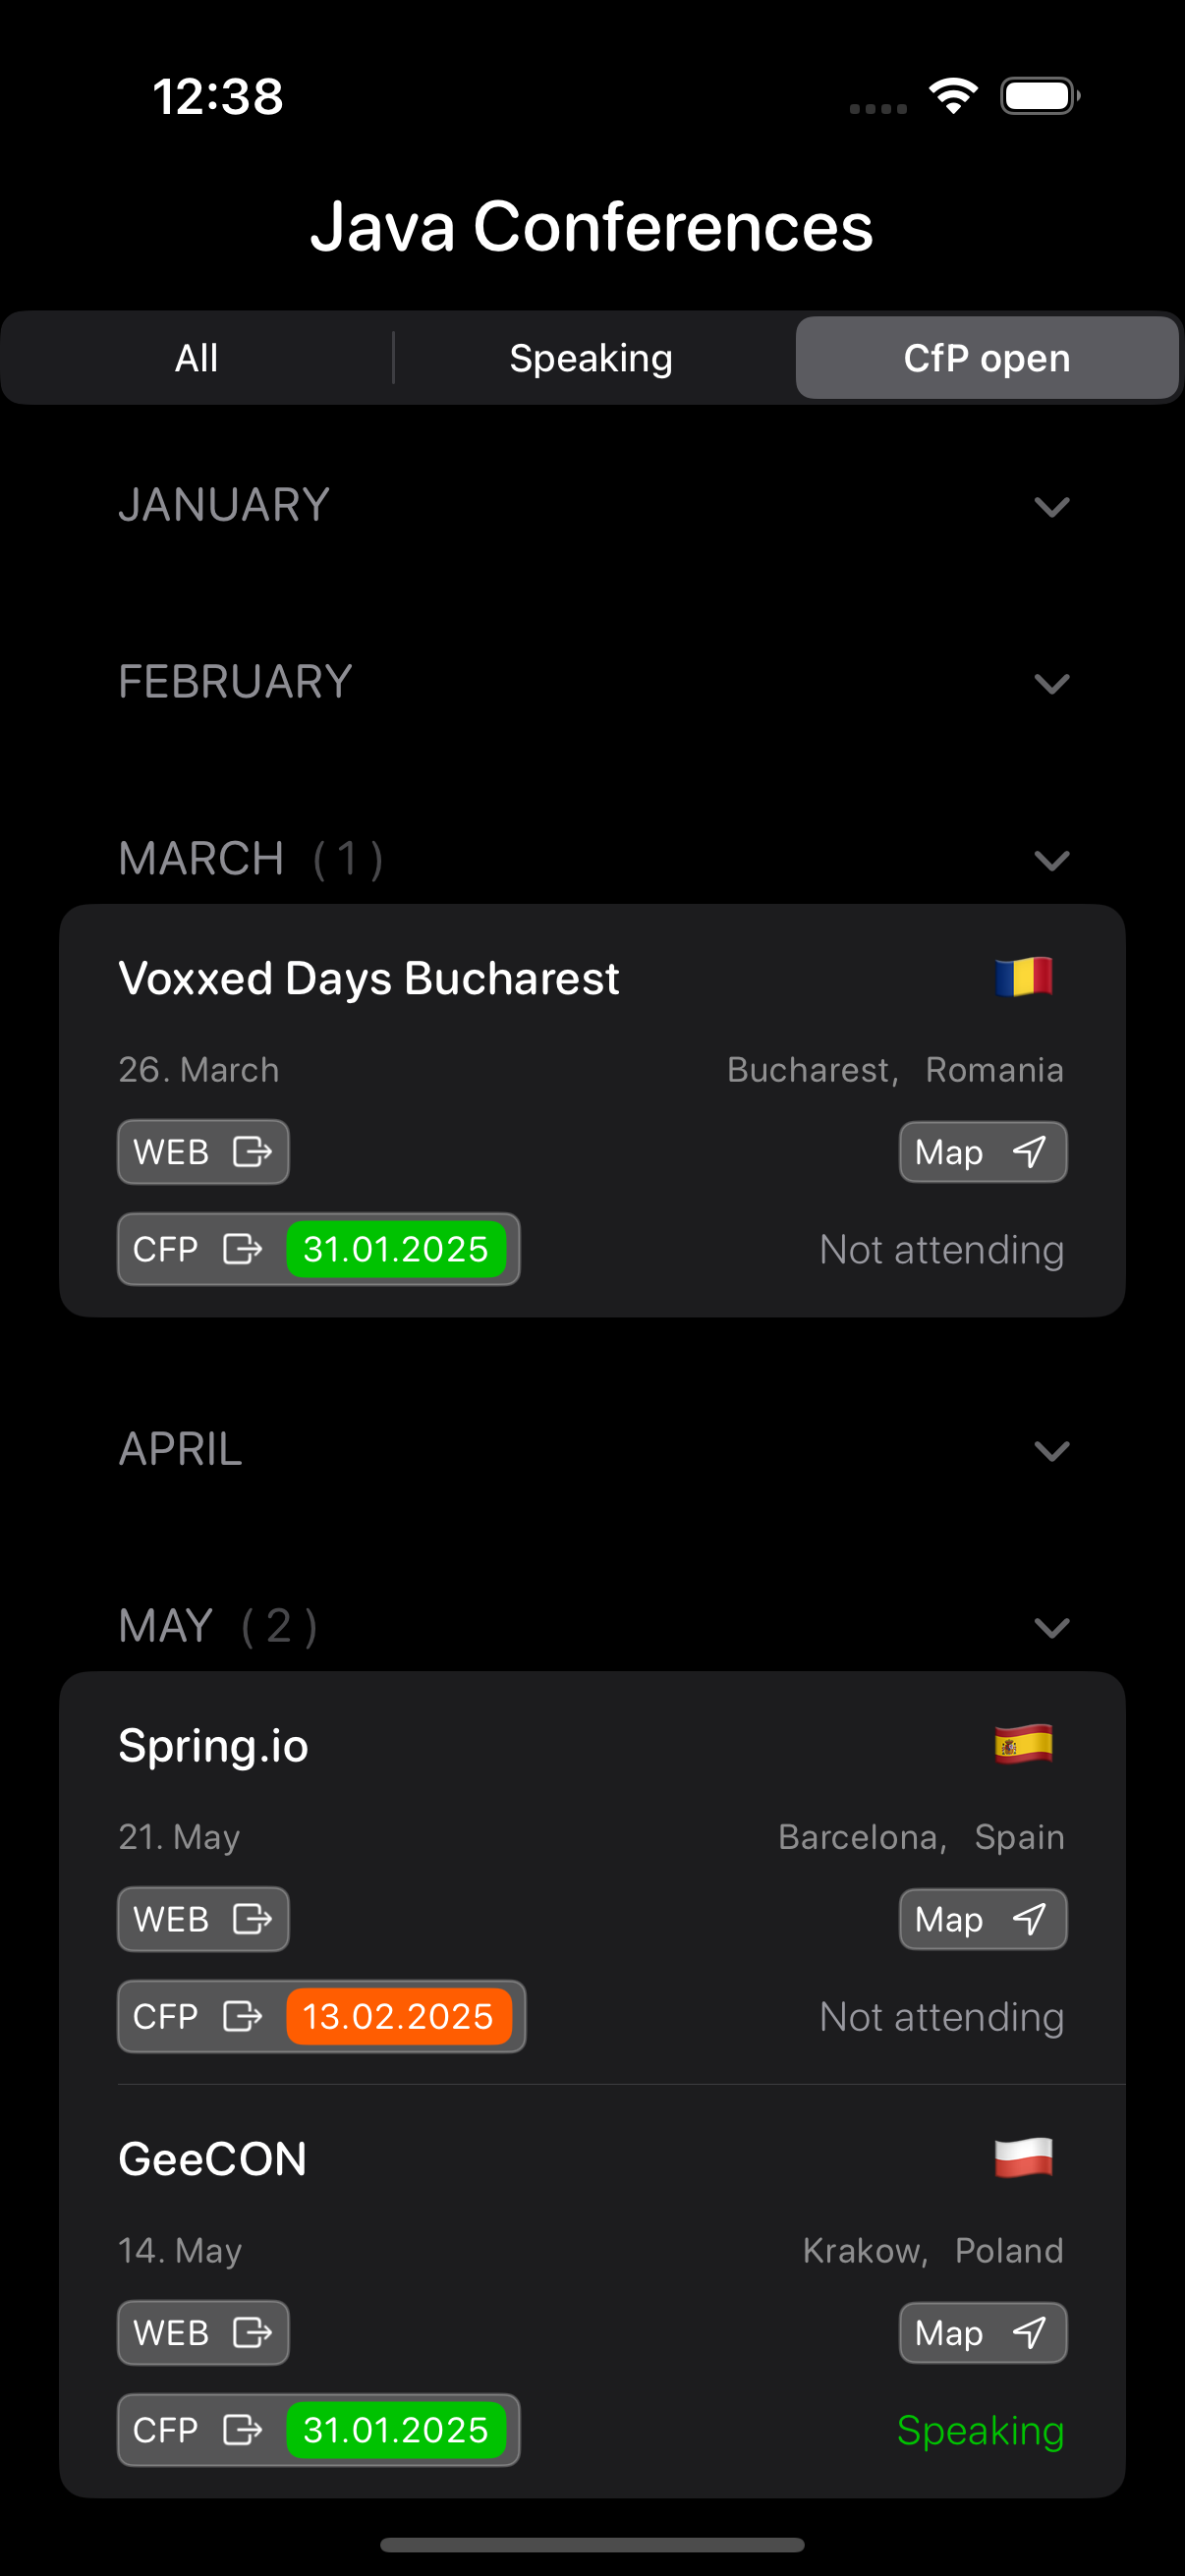 12:38
Java Conferences
All Speaking CfP open
JANUARY
FEBRUARY
MARCH ( 1 )
Voxxed Days Bucharest
26. March Bucharest, Romania
WEB Map
CFP 31.01.2025 Not attending
APRIL
MAY ( 2 )
Spring.io
21. May Barcelona, Spain
WEB Map
CFP 13.02.2025 Not attending
GeeCON
14. May Krakow, Poland
WEB Map
CFP 31.01.2025 Speaking